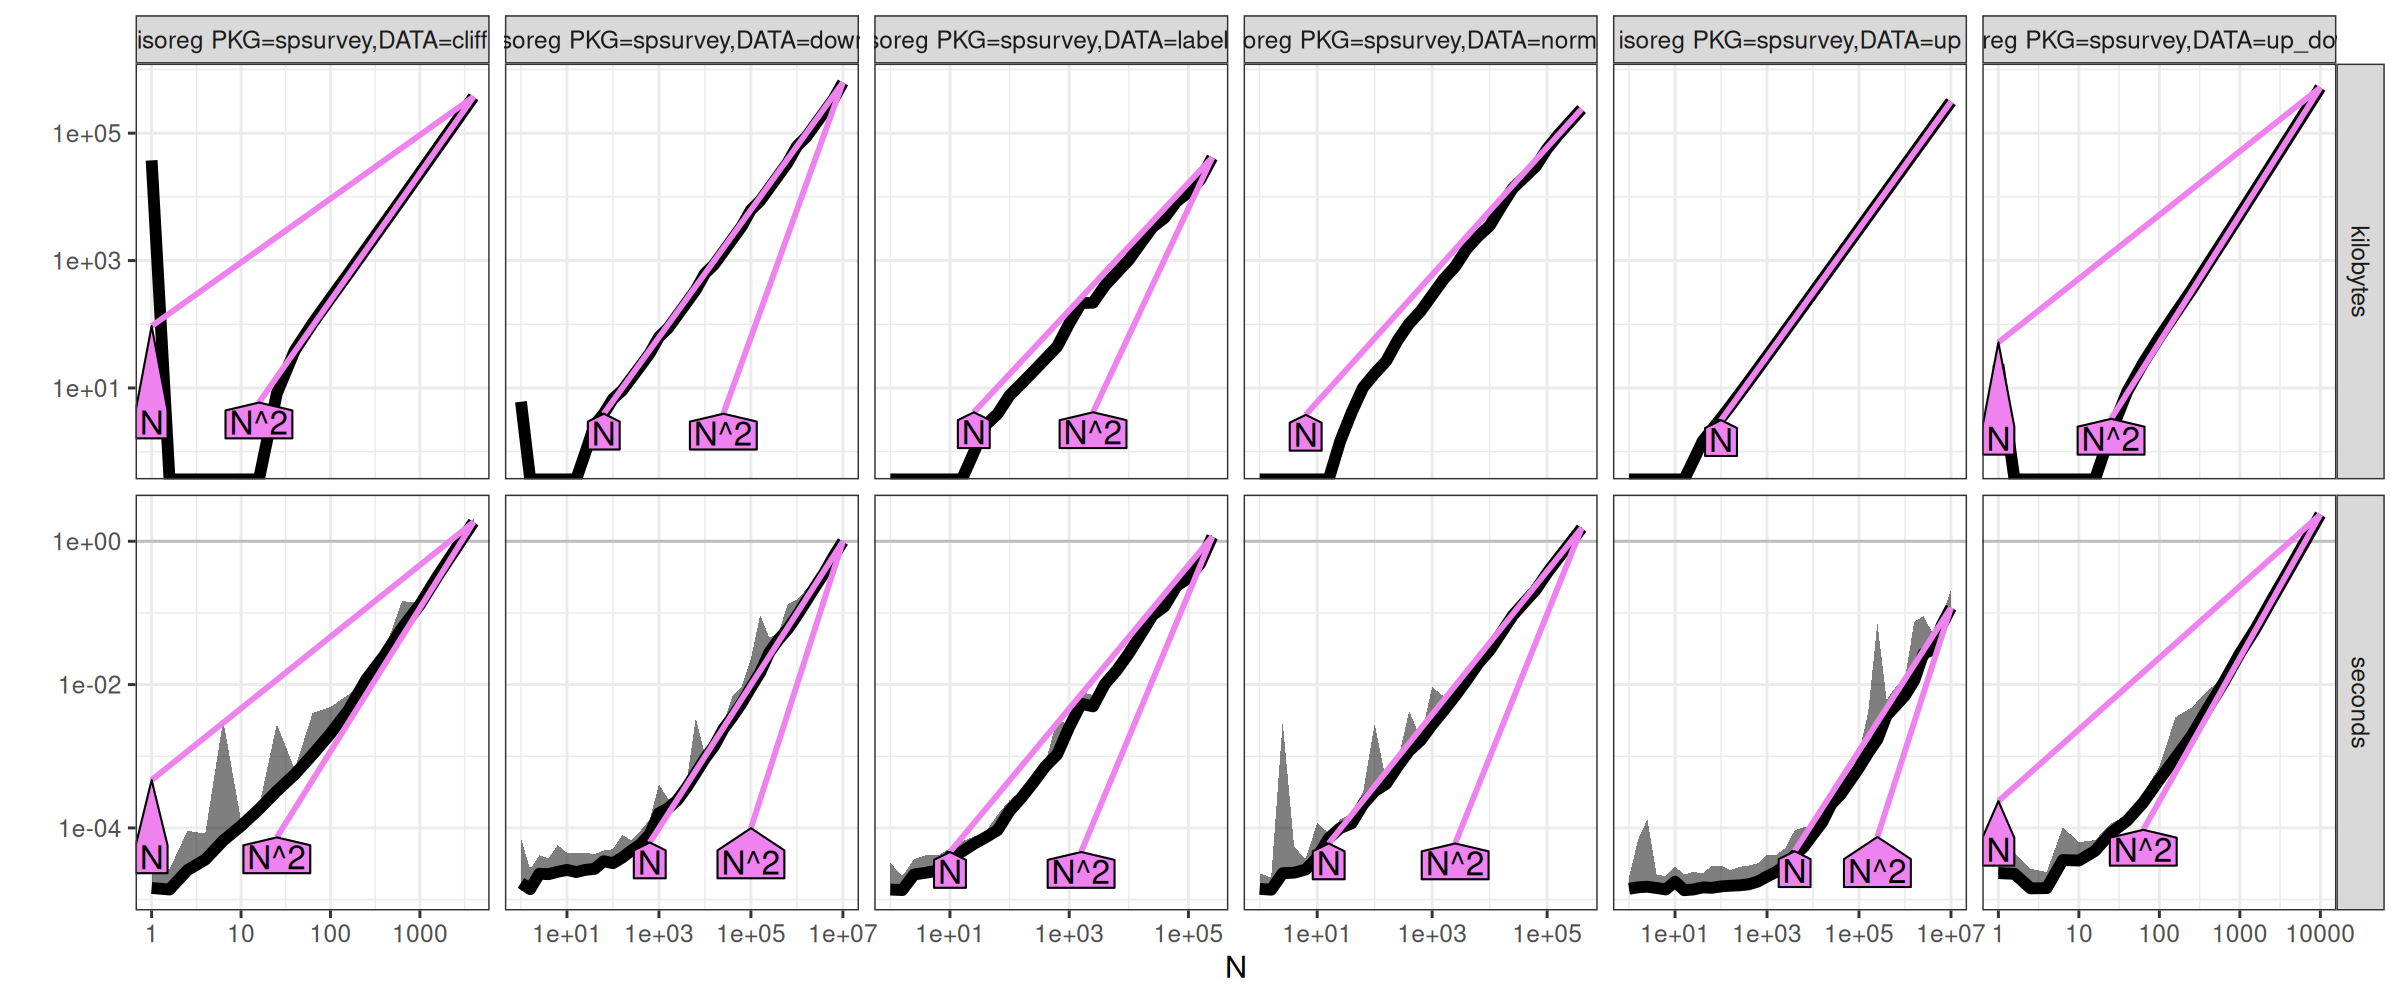 isoreg PKG=spsurvey,DATA=cliff
soreg PKG=spsurvey,DATA=down
soreg PKG=spsurvey,DATA=label
oreg PKG=spsurvey,DATA=norm
isoreg PKG=spsurvey,DATA=up
reg PKG=spsurvey,DATA=up_do
1e+05
1e+03
1e+01
N
N^2
N
N^2
N
N^2
N
N
N
N^2
kilobytes
1e+00
1e-02
1e-04
N
N^2
N
N^2
N
N^2
N
N^2
N
N^2
N
N^2
seconds
1 10 100 1000
1e+01 1e+03 1e+05 1e+07
1e+01 1e+03 1e+05
1e+01 1e+03 1e+05
1e+01 1e+03 1e+05 1e+07
1 10 100 1000 10000
N